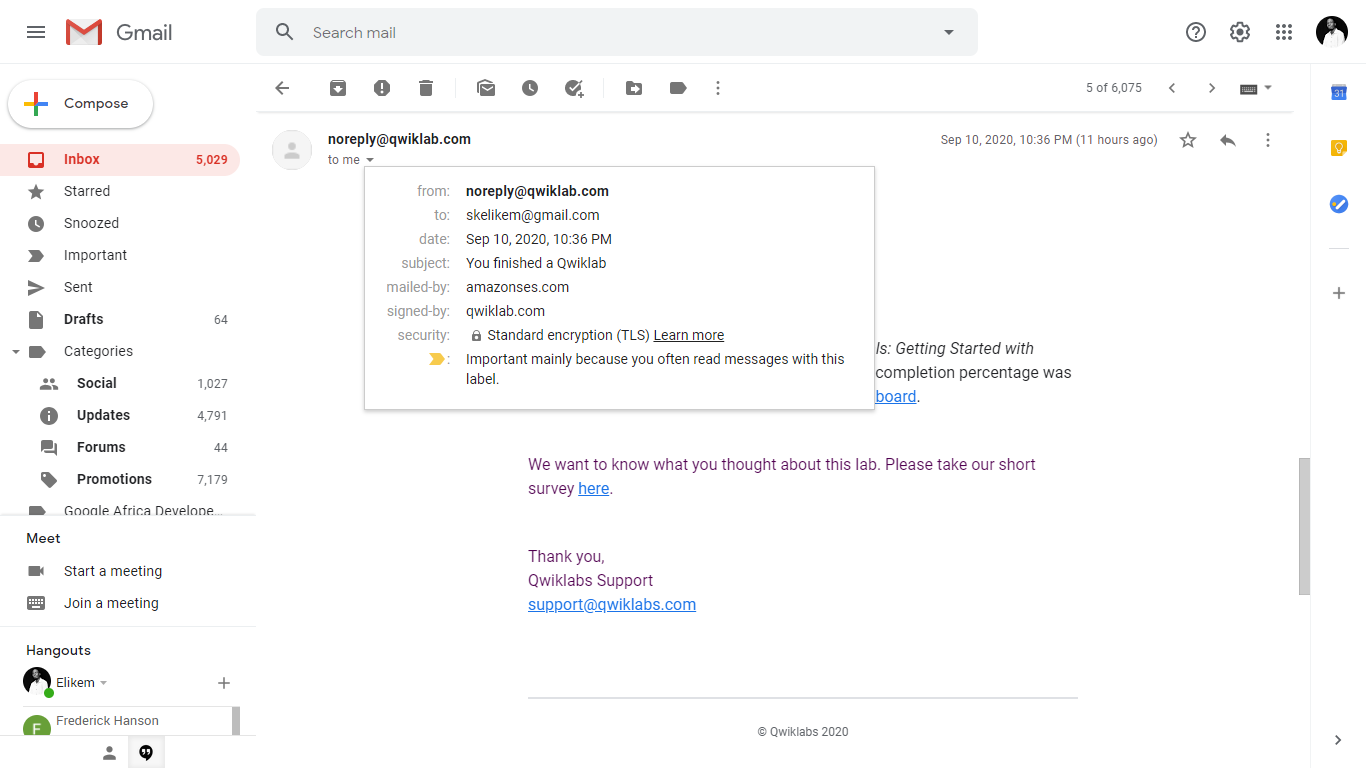 Gmail
Search mail
Compose
5 of 6,075
31
Inbox 5,029
Starred
Snoozed
Important
Sent
Drafts 64
Categories
Social 1,027
Updates 4,791
Forums 44
Promotions 7,179
Google Africa Develope...
Meet
Start a meeting
Join a meeting
Hangouts
Elikem
F Frederick Hanson
noreply@qwiklab.com
Sep 10, 2020, 10:36 PM (11 hours ago)
to me
from: noreply@qwiklab.com
to: skelikem@gmail.com
date: Sep 10, 2020, 10:36 PM
subject: You finished a Qwiklab
mailed-by: amazonses.com
signed-by: qwiklab.com
security: Standard encryption (TLS) Learn more
: Important mainly because you often read messages with this
label.
ls: Getting Started with
completion percentage was
board.
We want to know what you thought about this lab. Please take our short
survey here.
Thank you,
Qwiklabs Support
support@qwiklabs.com
© Qwiklabs 2020